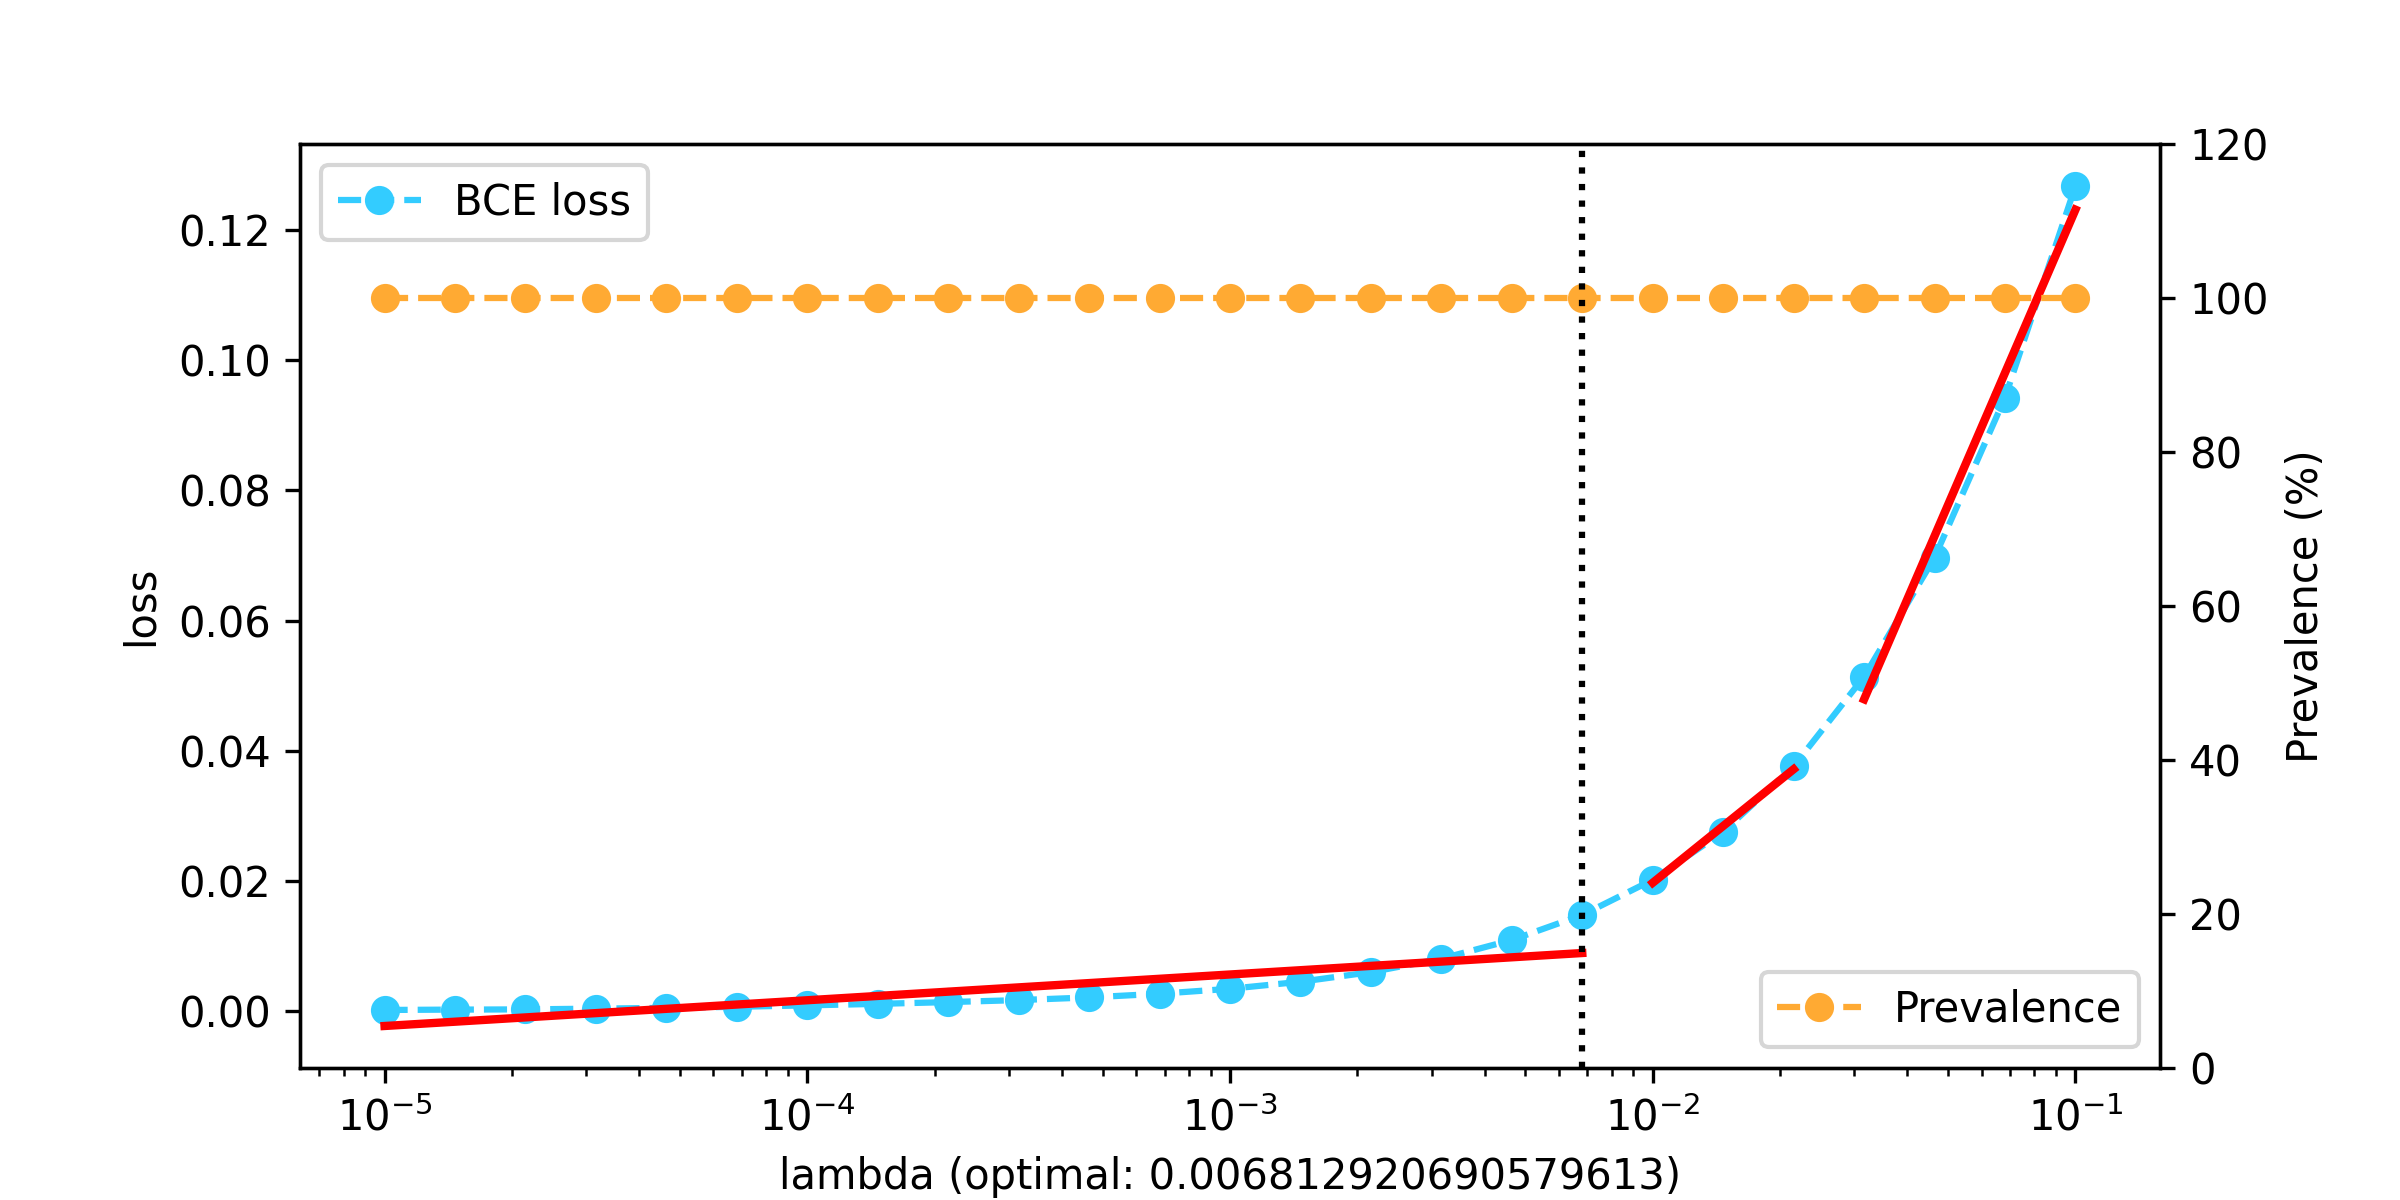 BCE loss
Prevalence
loss
0.12
0.10
0.08
0.06
0.04
0.02
0.00
120
100
80
60
40
20
0
Prevalence (%)
10⁻⁵ 10⁻⁴ 10⁻³ 10⁻² 10⁻¹
lambda (optimal: 0.006812920690579613)